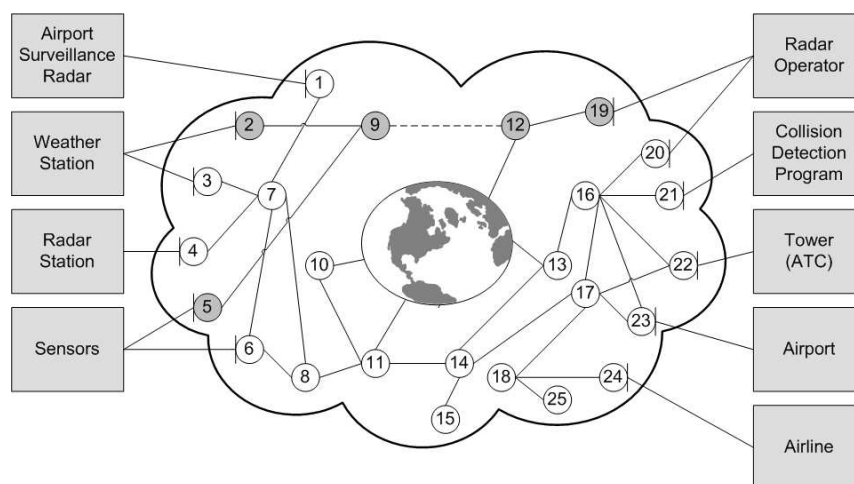 Airport
Surveillance
Radar
Weather
Station
Radar
Station
Sensors
1
2
9
12
19
3
7
4
5
6
8
10
11
13
14
15
16
17
18
20
21
22
23
24
25
Radar
Operator
Collision
Detection
Program
Tower
(ATC)
Airport
Airline